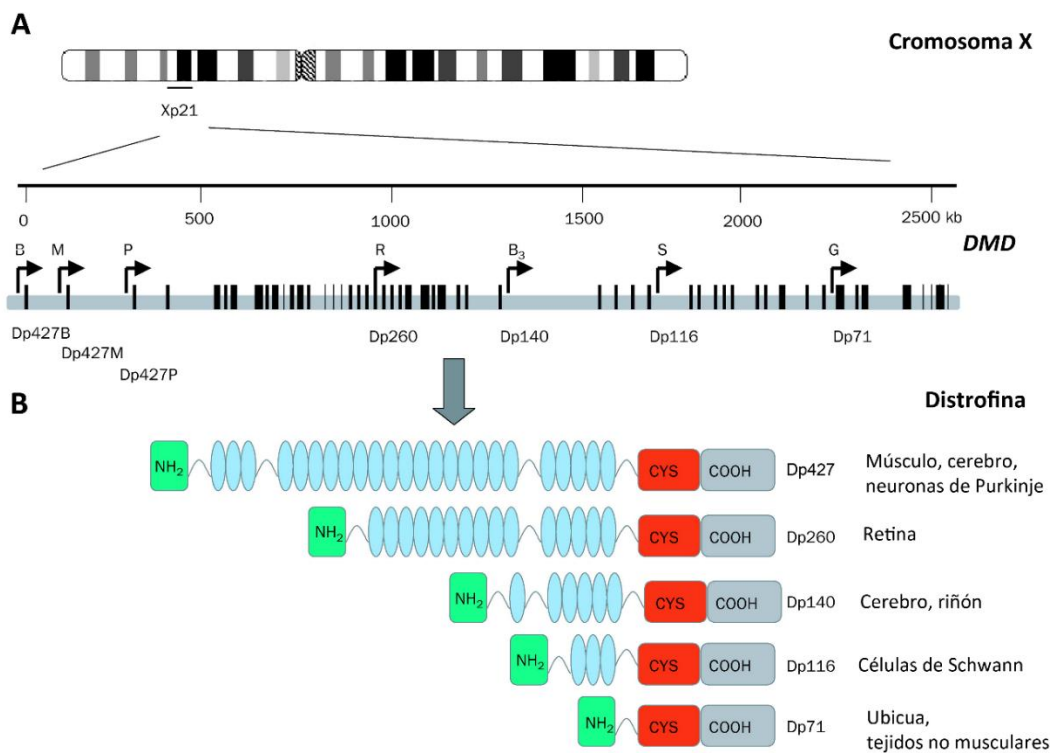 A
Cromosoma X
Xp21
0 500 1000 1500 2000 2500 kb
B M P R B3 S G DMD
Dp427B Dp260 Dp140 Dp116 Dp71
Dp427M
Dp427P
B
Distrofina
NH2 CYS COOH Dp427 Músculo, cerebro,
neuronas de Purkinje
NH2 CYS COOH Dp260 Retina
NH2 CYS COOH Dp140 Cerebro, riñón
NH2 CYS COOH Dp116 Células de Schwann
NH2 CYS COOH Dp71 Ubicua,
tejidos no musculares